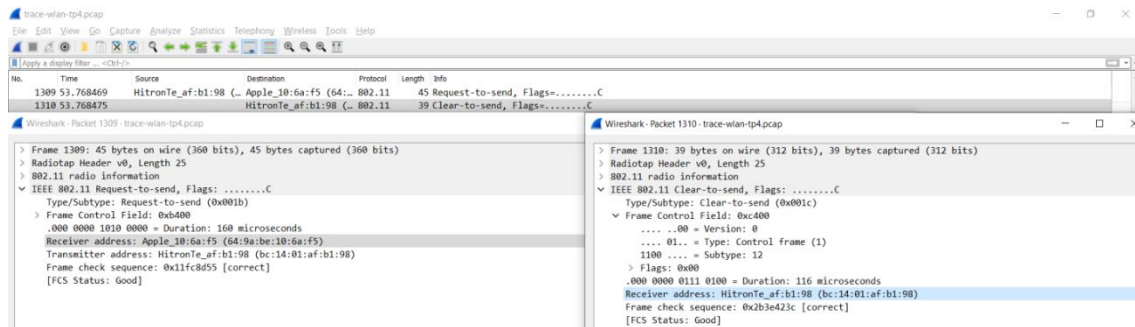 trace-wlan-tp4.pcap
File Edit View Go Capture Analyze Statistics Telephony Wireless Tools Help
Apply a display filter ... <Ctrl-/>
No. Time Source Destination Protocol Length Info
1309 53.768469 HitronTe_af:b1:98 (… Apple_10:6a:f5 (64:… 802.11 45 Request-to-send, Flags=........C
1310 53.768475 HitronTe_af:b1:98 (… 802.11 39 Clear-to-send, Flags=........C
Wireshark · Packet 1309 · trace-wlan-tp4.pcap
> Frame 1309: 45 bytes on wire (360 bits), 45 bytes captured (360 bits)
> Radiotap Header v0, Length 25
> 802.11 radio information
IEEE 802.11 Request-to-send, Flags: ........C
Type/Subtype: Request-to-send (0x001b)
> Frame Control Field: 0xb400
.000 0000 1010 0000 = Duration: 160 microseconds
Receiver address: Apple_10:6a:f5 (64:9a:be:10:6a:f5)
Transmitter address: HitronTe_af:b1:98 (bc:14:01:af:b1:98)
Frame check sequence: 0x11fc8d55 [correct]
[FCS Status: Good]
Wireshark · Packet 1310 · trace-wlan-tp4.pcap
> Frame 1310: 39 bytes on wire (312 bits), 39 bytes captured (312 bits)
> Radiotap Header v0, Length 25
> 802.11 radio information
IEEE 802.11 Clear-to-send, Flags: ........C
Type/Subtype: Clear-to-send (0x001c)
Frame Control Field: 0xc400
.... ..00 = Version: 0
.... 01.. = Type: Control frame (1)
1100 .... = Subtype: 12
> Flags: 0x00
.000 0000 0111 0100 = Duration: 116 microseconds
Receiver address: HitronTe_af:b1:98 (bc:14:01:af:b1:98)
Frame check sequence: 0x2b3e423c [correct]
[FCS Status: Good]